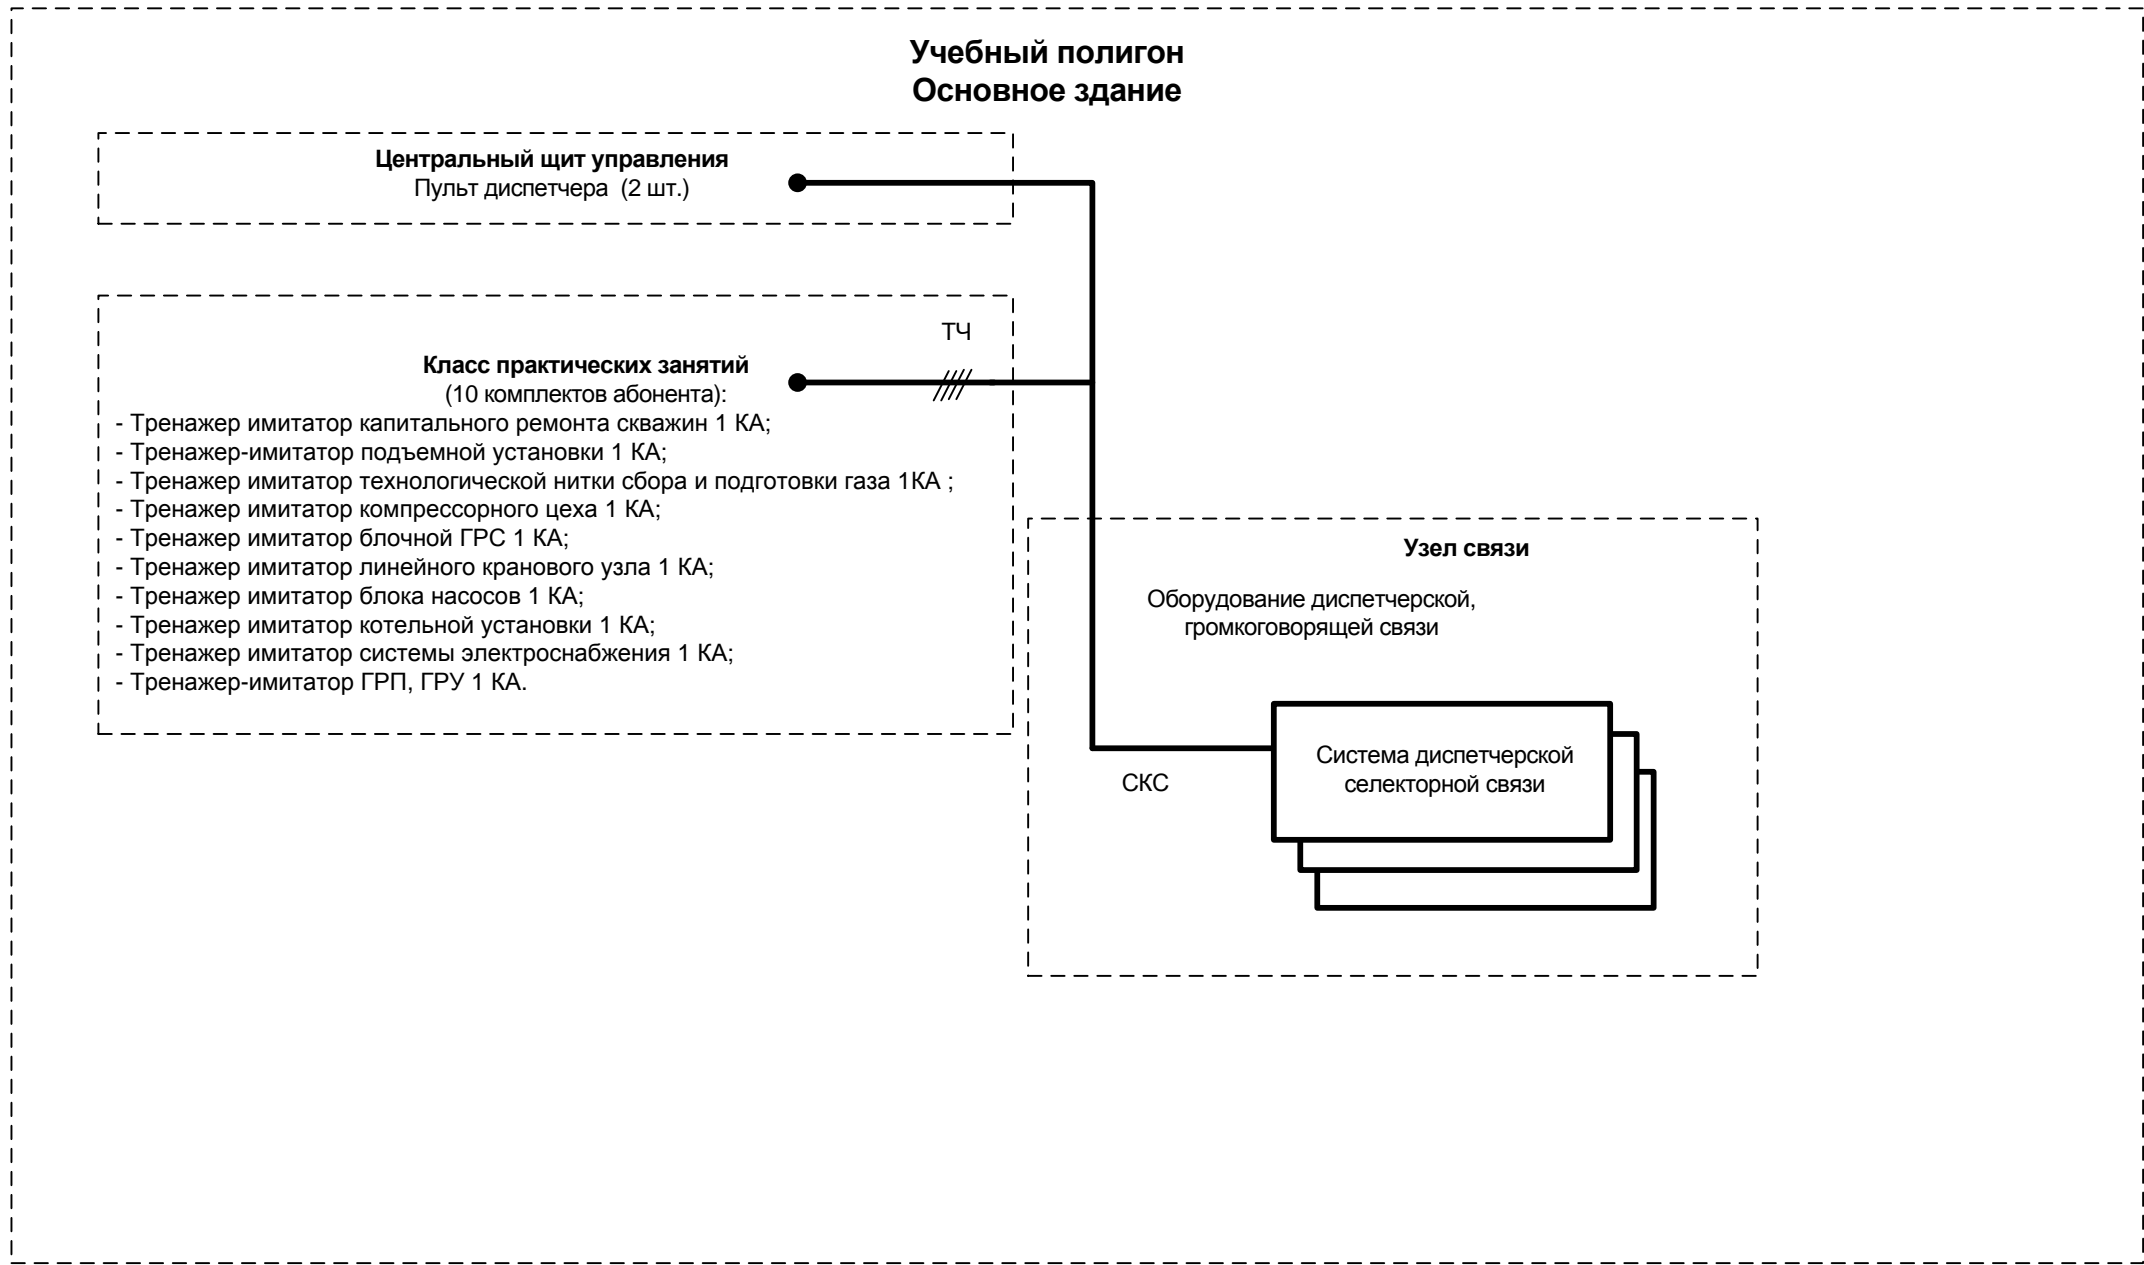 Учебный полигон
Основное здание
Центральный щит управления
Пульт диспетчера (2 шт.)
ТЧ
Класс практических занятий
(10 комплектов абонента):
- Тренажер имитатор капитального ремонта скважин 1 КА;
- Тренажер-имитатор подъемной установки 1 КА;
- Тренажер имитатор технологической нитки сбора и подготовки газа 1КА ;
- Тренажер имитатор компрессорного цеха 1 КА;
- Тренажер имитатор блочной ГРС 1 КА;
- Тренажер имитатор линейного кранового узла 1 КА;
- Тренажер имитатор блока насосов 1 КА;
- Тренажер имитатор котельной установки 1 КА;
- Тренажер имитатор системы электроснабжения 1 КА;
- Тренажер-имитатор ГРП, ГРУ 1 КА.
Узел связи
Оборудование диспетчерской,
громкоговорящей связи
Система диспетчерской
селекторной связи
СКС